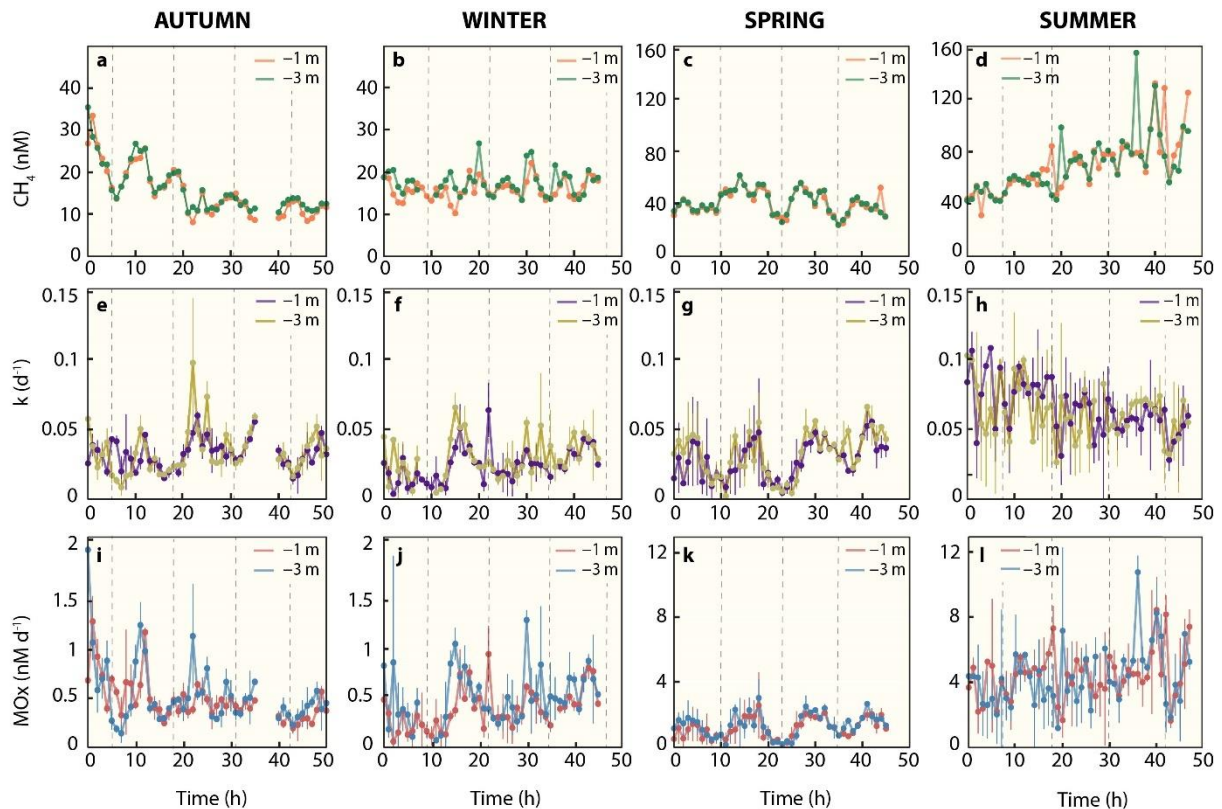 AUTUMN WINTER SPRING SUMMER
a −1 m −3 m b −1 m −3 m c −1 m −3 m d −1 m −3 m
CH₄ (nM)
40 30 20 10 0
40 30 20 10 0
160 120 80 40 0
160 120 80 40 0
0 10 20 30 40 50 0 10 20 30 40 50 0 10 20 30 40 50 0 10 20 30 40 50
e −1 m −3 m f −1 m −3 m g −1 m −3 m h −1 m −3 m
k (d⁻¹)
0.15 0.1 0.05 0
0.15 0.1 0.05 0
0.15 0.1 0.05 0
0.15 0.1 0.05 0
0 10 20 30 40 50 0 10 20 30 40 50 0 10 20 30 40 50 0 10 20 30 40 50
i −1 m −3 m j −1 m −3 m k −1 m −3 m l −1 m −3 m
MOx (nM d⁻¹)
2 1.5 1 0.5 0
2 1.5 1 0.5 0
12 8 4 0
12 8 4 0
0 10 20 30 40 50 0 10 20 30 40 50 0 10 20 30 40 50 0 10 20 30 40 50
Time (h) Time (h) Time (h) Time (h)